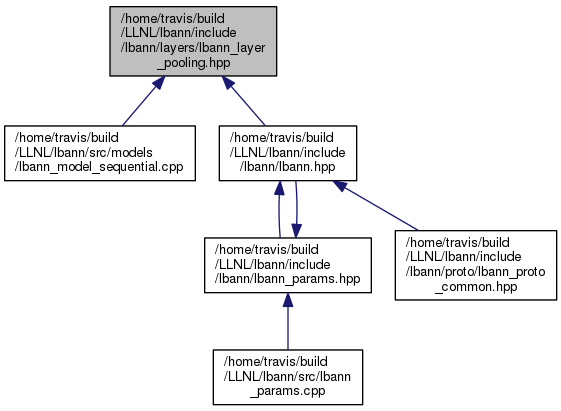 /home/travis/build
/LLNL/lbann/include
/lbann/layers/lbann_layer
_pooling.hpp
/home/travis/build
/LLNL/lbann/src/models
/lbann_model_sequential.cpp
/home/travis/build
/LLNL/lbann/include
/lbann/lbann.hpp
/home/travis/build
/LLNL/lbann/include
/lbann/lbann_params.hpp
/home/travis/build
/LLNL/lbann/include
/lbann/proto/lbann_proto
_common.hpp
/home/travis/build
/LLNL/lbann/src/lbann
_params.cpp